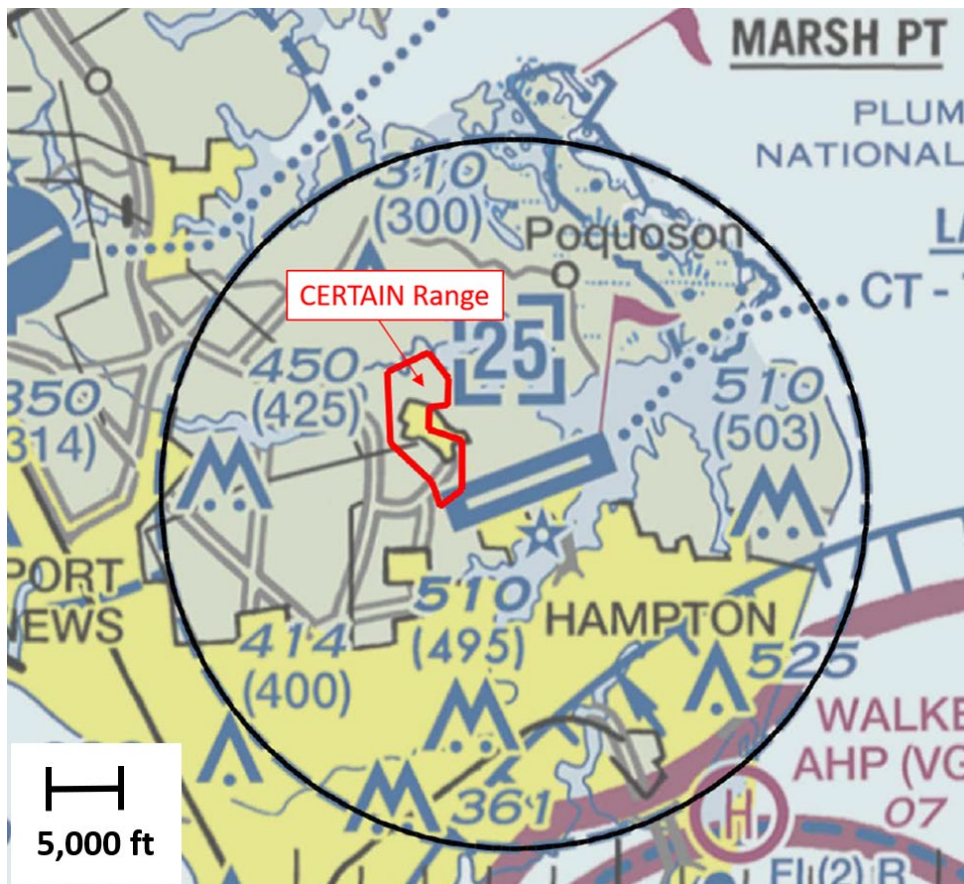 MARSH PT
PLUM
NATIONAL
310
(300)
Poquoson
CERTAIN Range
CT -
25
450
(425)
510
(503)
350
314)
PORT
NEWS
510
(495)
HAMPTON
414
(400)
525
WALKE
AHP (VG
07
361
H
5,000 ft